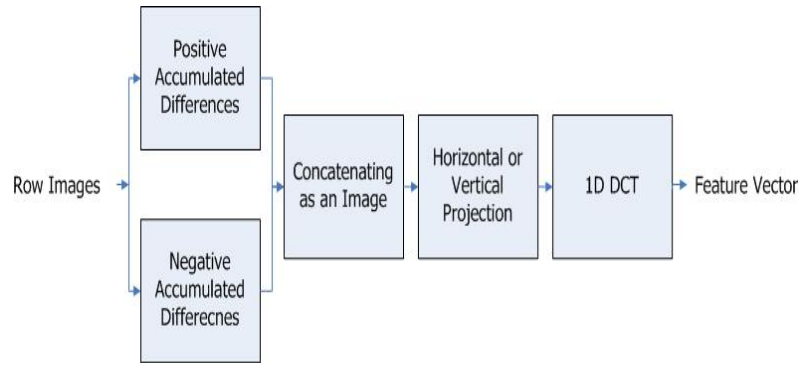 Row Images
Positive
Accumulated
Differences
Negative
Accumulated
Differecnes
Concatenating
as an Image
Horizontal or
Vertical
Projection
1D DCT
Feature Vector